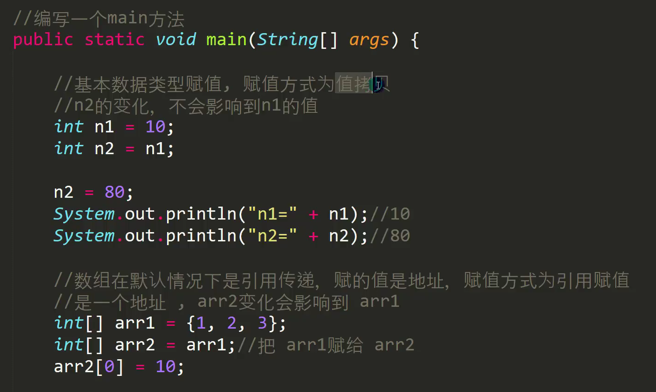 //编写一个main方法
public static void main(String[] args) {
//基本数据类型赋值, 赋值方式为值拷贝
//n2的变化, 不会影响到n1的值
int n1 = 10;
int n2 = n1;
n2 = 80;
System.out.println("n1=" + n1);//10
System.out.println("n2=" + n2);//80
//数组在默认情况下是引用传递, 赋的值是地址, 赋值方式为引用赋值
//是一个地址 , arr2变化会影响到 arr1
int[] arr1 = {1, 2, 3};
int[] arr2 = arr1;//把 arr1赋给 arr2
arr2[0] = 10;